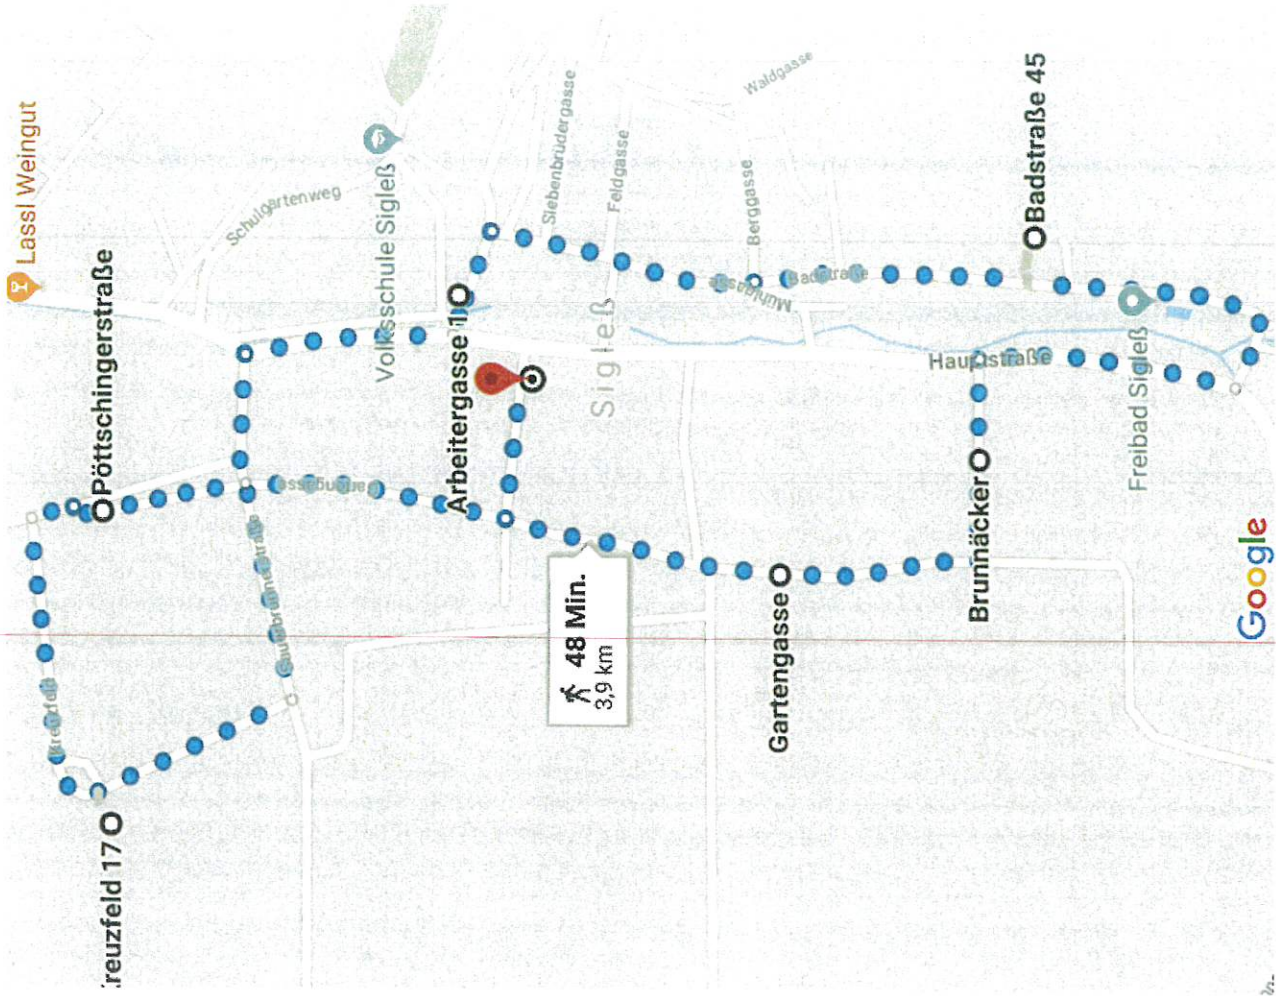 Lassl Weingut
Pöttschingerstraße
Kreuzfeld
reuzfeld 17
Schulgartenweg
Volksschule Sigleß
Arbeitergasse 1
Siebenbrüdergasse
Feldgasse
Sigleß
48 Min.
3,9 km
Waldgasse
Berggasse
Mühlgasse
Badstraße
Gartengasse
Hauptstraße
Brunnäcker
Badstraße 45
Freibad Sigleß
Google